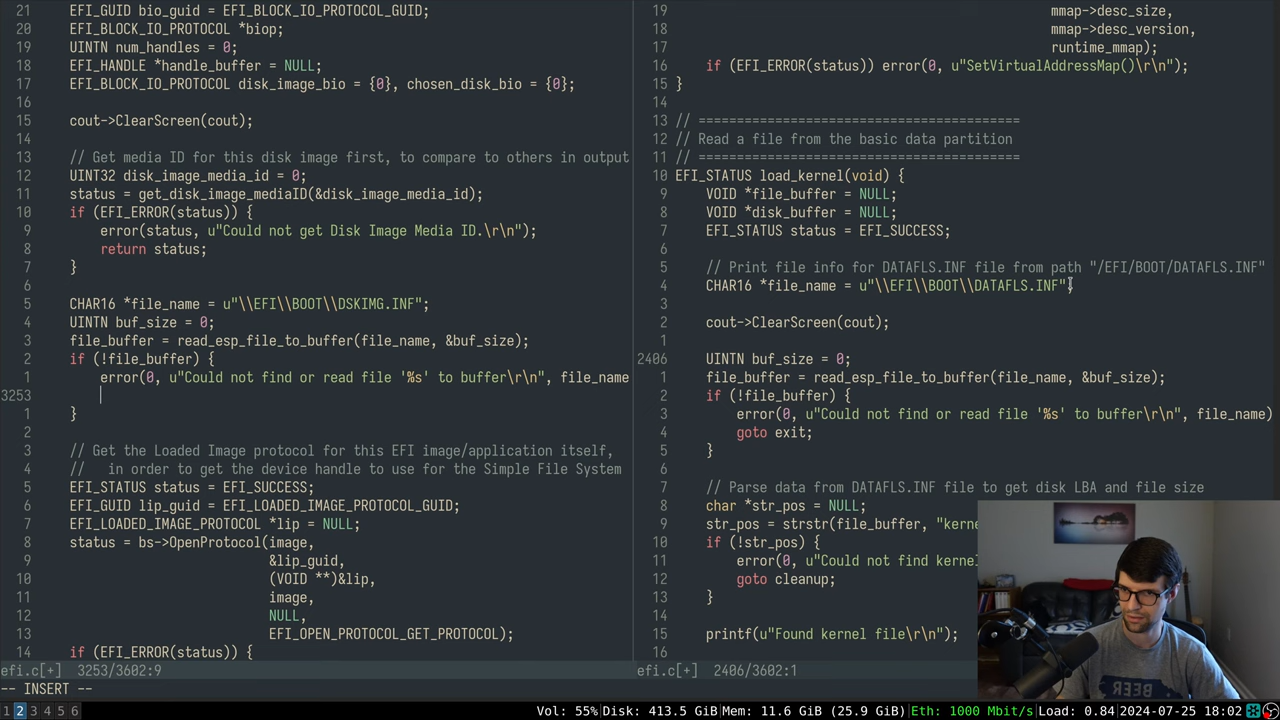 21 EFI_GUID bio_guid = EFI_BLOCK_IO_PROTOCOL_GUID;
20 EFI_BLOCK_IO_PROTOCOL *biop;
19 UINTN num_handles = 0;
18 EFI_HANDLE *handle_buffer = NULL;
17 EFI_BLOCK_IO_PROTOCOL disk_image_bio = {0}, chosen_disk_bio = {0};
16
15 cout->ClearScreen(cout);
14
13 // Get media ID for this disk image first, to compare to others in output
12 UINT32 disk_image_media_id = 0;
11 status = get_disk_image_mediaID(&disk_image_media_id);
10 if (EFI_ERROR(status)) {
9 error(status, u"Could not get Disk Image Media ID.\r\n");
8 return status;
7 }
6
5 CHAR16 *file_name = u"\\EFI\\BOOT\\DSKIMG.INF";
4 UINTN buf_size = 0;
3 file_buffer = read_esp_file_to_buffer(file_name, &buf_size);
2 if (!file_buffer) {
1 error(0, u"Could not find or read file '%s' to buffer\r\n", file_name
3253
1 }
2
3 // Get the Loaded Image protocol for this EFI image/application itself,
4 // in order to get the device handle to use for the Simple File System
5 EFI_STATUS status = EFI_SUCCESS;
6 EFI_GUID lip_guid = EFI_LOADED_IMAGE_PROTOCOL_GUID;
7 EFI_LOADED_IMAGE_PROTOCOL *lip = NULL;
8 status = bs->OpenProtocol(image,
9 &lip_guid,
10 (VOID **)&lip,
11 image,
12 NULL,
13 EFI_OPEN_PROTOCOL_GET_PROTOCOL);
14 if (EFI_ERROR(status)) {
efi.c[+] 3253/3602:9
-- INSERT --
19 mmap->desc_size,
18 mmap->desc_version,
17 runtime_mmap);
16 if (EFI_ERROR(status)) error(0, u"SetVirtualAddressMap()\r\n");
15 }
14
13 // =========================================
12 // Read a file from the basic data partition
11 // =========================================
10 EFI_STATUS load_kernel(void) {
9 VOID *file_buffer = NULL;
8 VOID *disk_buffer = NULL;
7 EFI_STATUS status = EFI_SUCCESS;
6
5 // Print file info for DATAFLS.INF file from path "/EFI/BOOT/DATAFLS.INF"
4 CHAR16 *file_name = u"\\EFI\\BOOT\\DATAFLS.INF";
3
2 cout->ClearScreen(cout);
1
2406 UINTN buf_size = 0;
1 file_buffer = read_esp_file_to_buffer(file_name, &buf_size);
2 if (!file_buffer) {
3 error(0, u"Could not find or read file '%s' to buffer\r\n", file_name)
4 goto exit;
5 }
6
7 // Parse data from DATAFLS.INF file to get disk LBA and file size
8 char *str_pos = NULL;
9 str_pos = strstr(file_buffer, "kerne
10 if (!str_pos) {
11 error(0, u"Could not find kernel
12 goto cleanup;
13 }
14
15 printf(u"Found kernel file\r\n");
16
efi.c[+] 2406/3602:1
BEER
1 2 3 4 5 6 Vol: 55% Disk: 413.5 GiB Mem: 11.6 GiB (25.9 GiB) Eth: 1000 Mbit/s Load: 0.84 2024-07-25 18:02